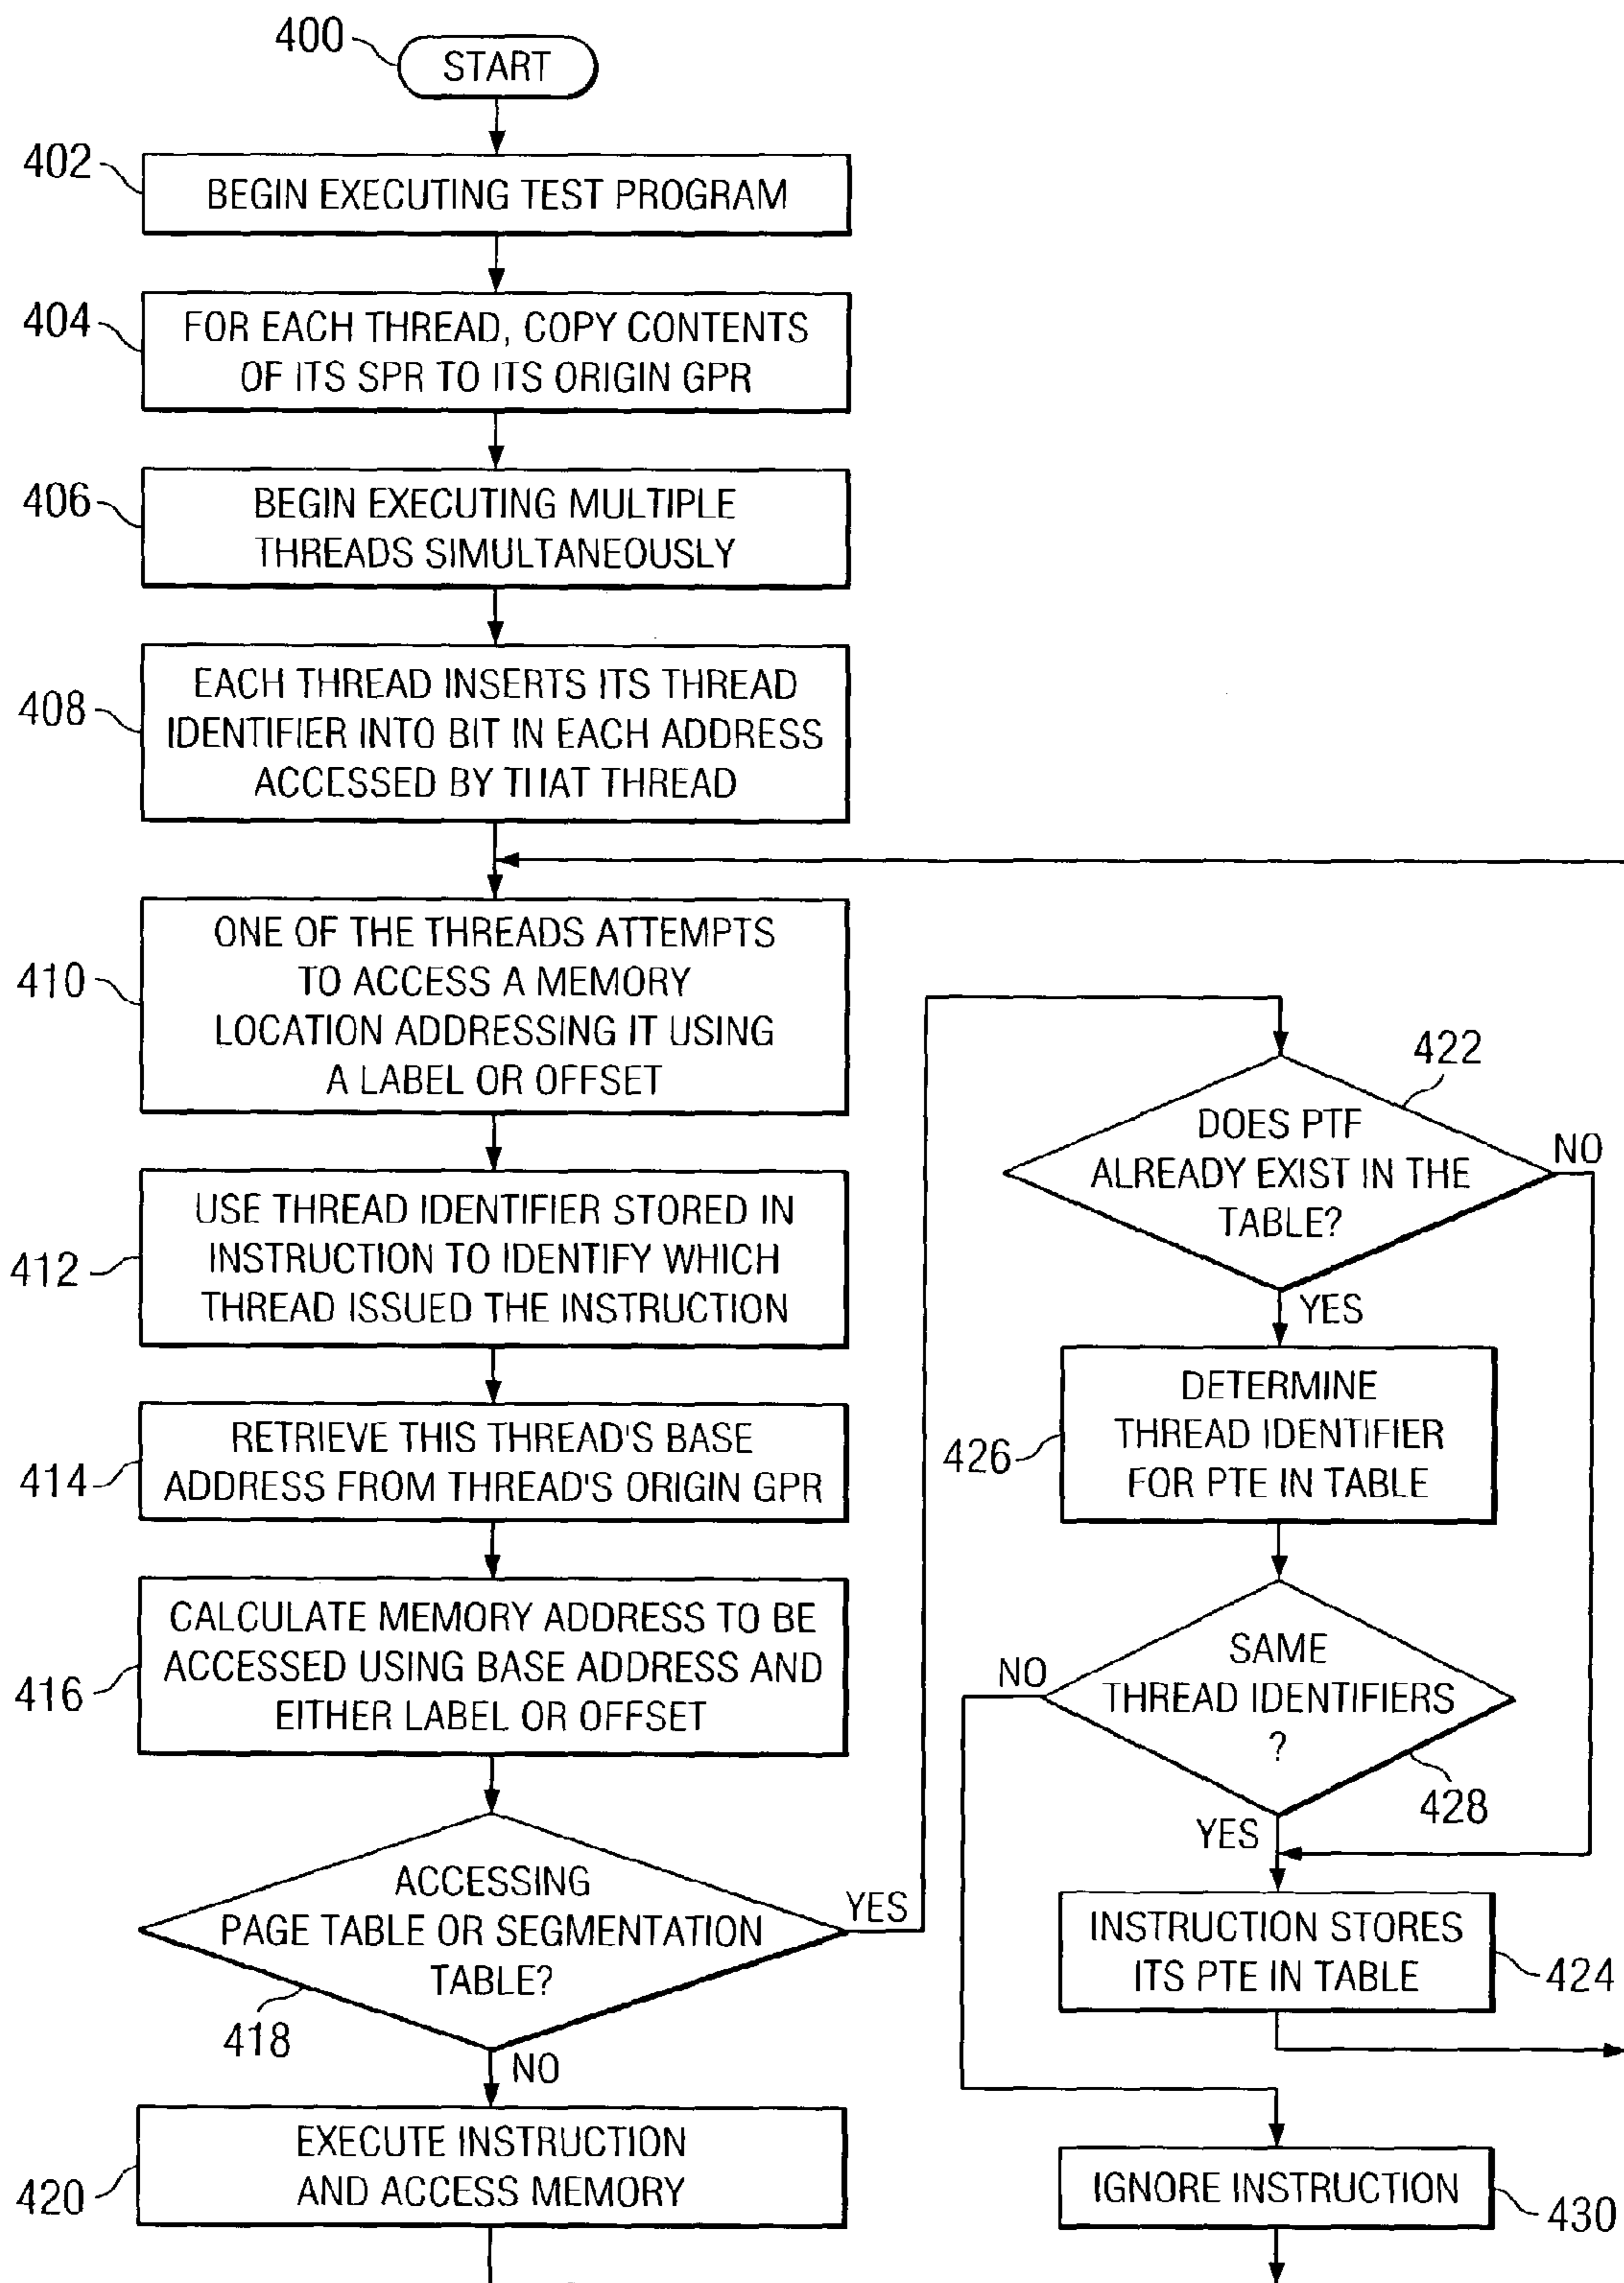 400
START
402
BEGIN EXECUTING TEST PROGRAM
404
FOR EACH THREAD, COPY CONTENTS
OF ITS SPR TO ITS ORIGIN GPR
406
BEGIN EXECUTING MULTIPLE
THREADS SIMULTANEOUSLY
408
EACH THREAD INSERTS ITS THREAD
IDENTIFIER INTO BIT IN EACH ADDRESS
ACCESSED BY THAT THREAD
410
ONE OF THE THREADS ATTEMPTS
TO ACCESS A MEMORY
LOCATION ADDRESSING IT USING
A LABEL OR OFFSET
412
USE THREAD IDENTIFIER STORED IN
INSTRUCTION TO IDENTIFY WHICH
THREAD ISSUED THE INSTRUCTION
414
RETRIEVE THIS THREAD'S BASE
ADDRESS FROM THREAD'S ORIGIN GPR
416
CALCULATE MEMORY ADDRESS TO BE
ACCESSED USING BASE ADDRESS AND
EITHER LABEL OR OFFSET
ACCESSING
PAGE TABLE OR SEGMENTATION
TABLE?
YES
418
NO
420
EXECUTE INSTRUCTION
AND ACCESS MEMORY
422
DOES PTF
ALREADY EXIST IN THE
TABLE?
NO
YES
426
DETERMINE
THREAD IDENTIFIER
FOR PTE IN TABLE
NO
SAME
THREAD IDENTIFIERS
?
428
YES
INSTRUCTION STORES
ITS PTE IN TABLE
424
IGNORE INSTRUCTION
430